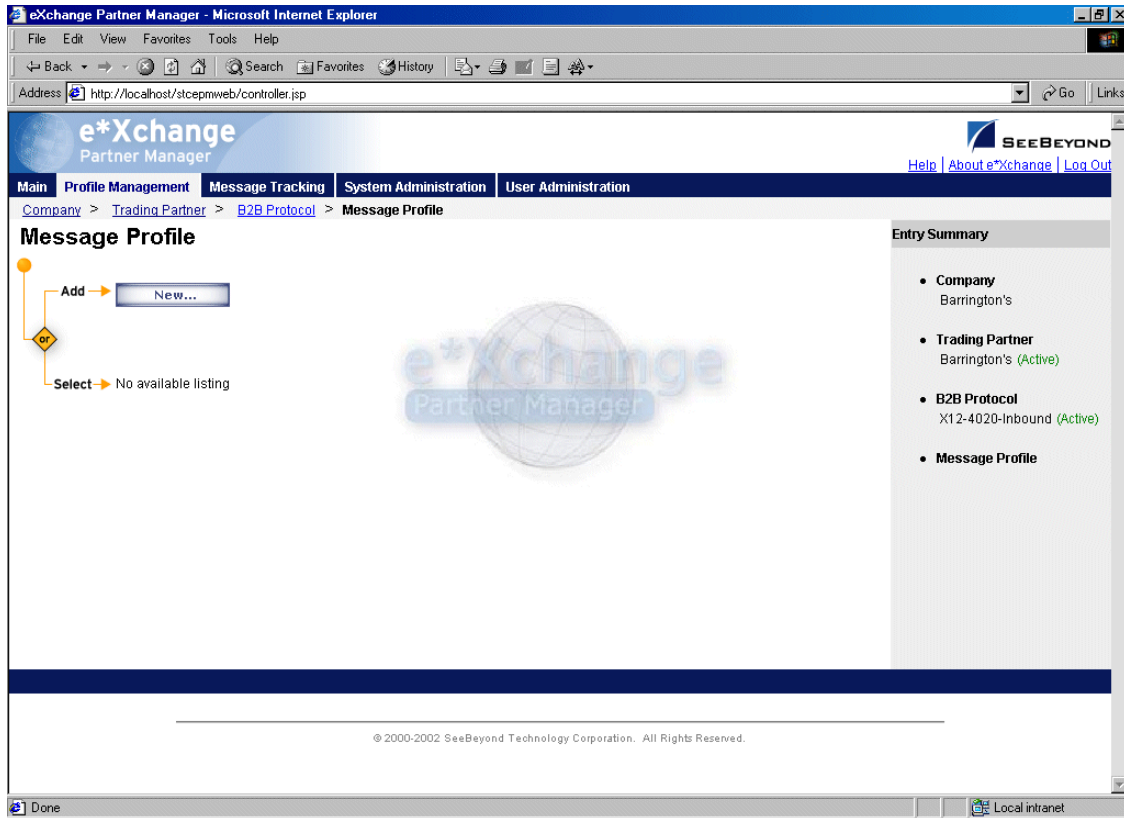 eXchange Partner Manager - Microsoft Internet Explorer
File Edit View Favorites Tools Help
Back Search Favorites History
Address http://localhost/stcepmweb/controller.jsp Go Links
e*Xchange
Partner Manager
SEEBEYOND
Help | About e*Xchange | Log Out
Main Profile Management Message Tracking System Administration User Administration
Company > Trading Partner > B2B Protocol > Message Profile
Message Profile
Add New...
or
Select No available listing
e*Xchange
Partner Manager
Entry Summary
Company
Barrington's
Trading Partner
Barrington's (Active)
B2B Protocol
X12-4020-Inbound (Active)
Message Profile
© 2000-2002 SeeBeyond Technology Corporation. All Rights Reserved.
Done Local intranet